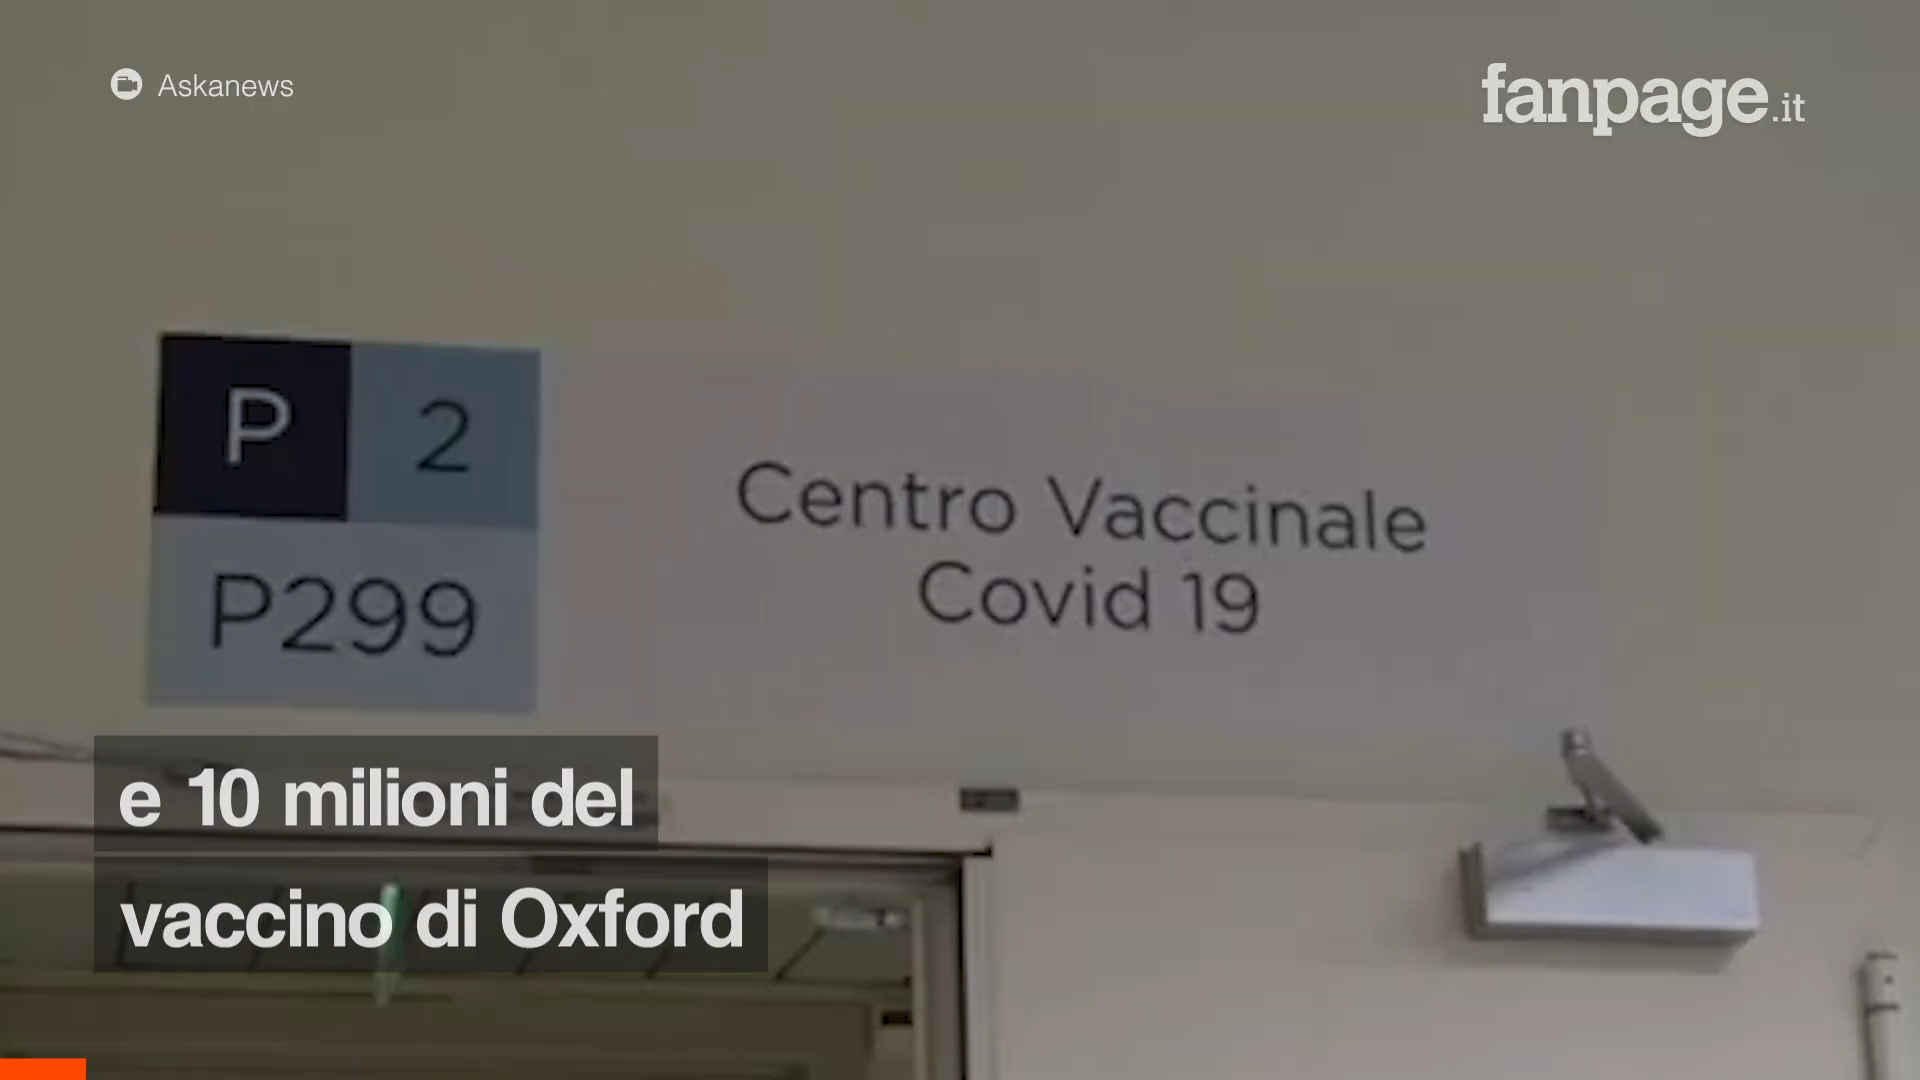 Askanews
fanpage.it
P 2
P299
Centro Vaccinale
Covid 19
e 10 milioni del
vaccino di Oxford